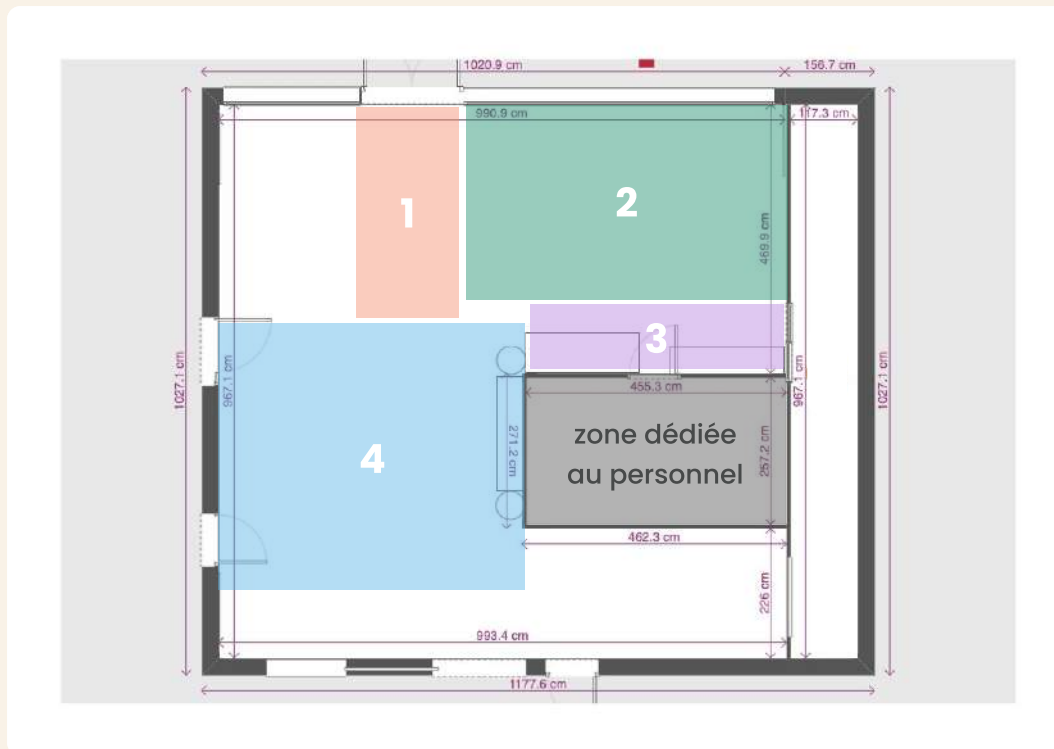 1020.9 cm
156.7 cm
990.9 cm
117.3 cm
1
2
469.9 cm
3
1027.1 cm
967.1 cm
455.3 cm
967.1 cm
1027.1 cm
4
271.2 cm
zone dédiée
au personnel
257.2 cm
462.3 cm
226 cm
993.4 cm
1177.6 cm